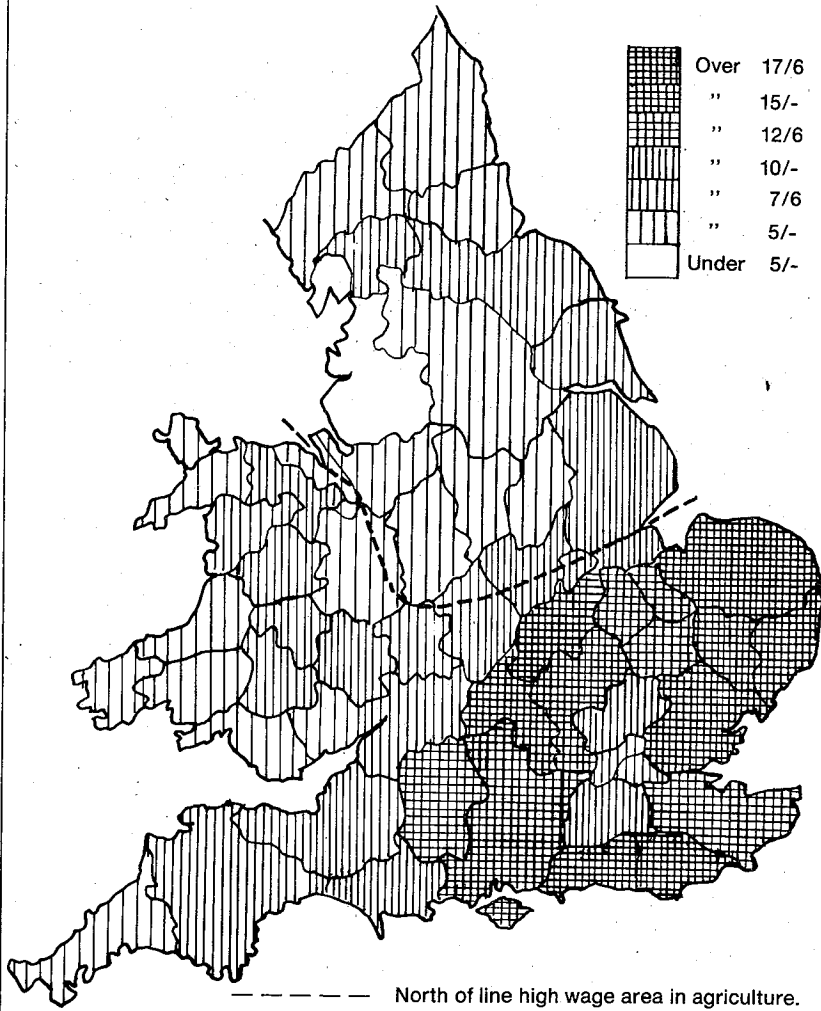 Over 17/6
” 15/-
” 12/6
” 10/-
” 7/6
” 5/-
Under 5/-
North of line high wage area in agriculture.